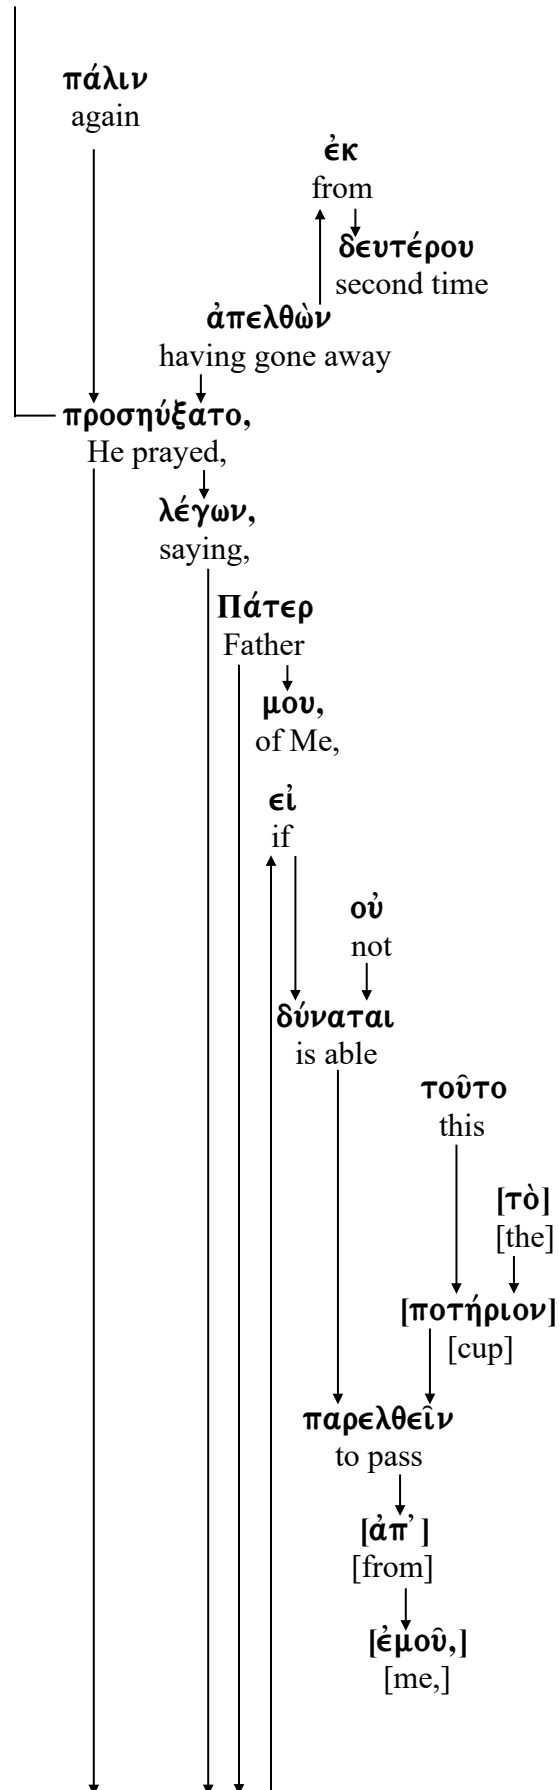 πάλιν
again
ἐκ
from
δευτέρου
second time
ἀπελθὼν
having gone away
προσηύξατο,
He prayed,
λέγων,
saying,
Πάτερ
Father
μου,
of Me,
εἰ
if
οὐ
not
δύναται
is able
τοῦτο
this
[τὸ]
[the]
[ποτήριον]
[cup]
παρελθεῖν
to pass
[ἀπ’ ]
[from]
[ἐμοῦ,]
[me,]